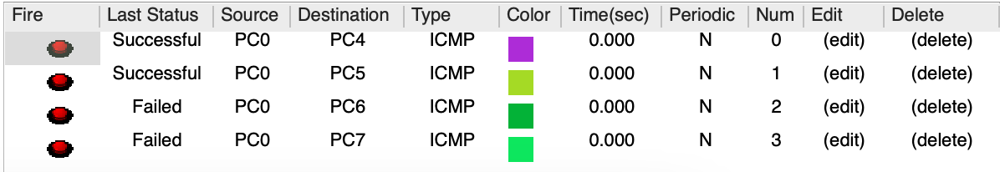 Fire Last Status Source Destination Type Color Time(sec) Periodic Num Edit Delete
Successful PC0 PC4 ICMP 0.000 N 0 (edit) (delete)
Successful PC0 PC5 ICMP 0.000 N 1 (edit) (delete)
Failed PC0 PC6 ICMP 0.000 N 2 (edit) (delete)
Failed PC0 PC7 ICMP 0.000 N 3 (edit) (delete)